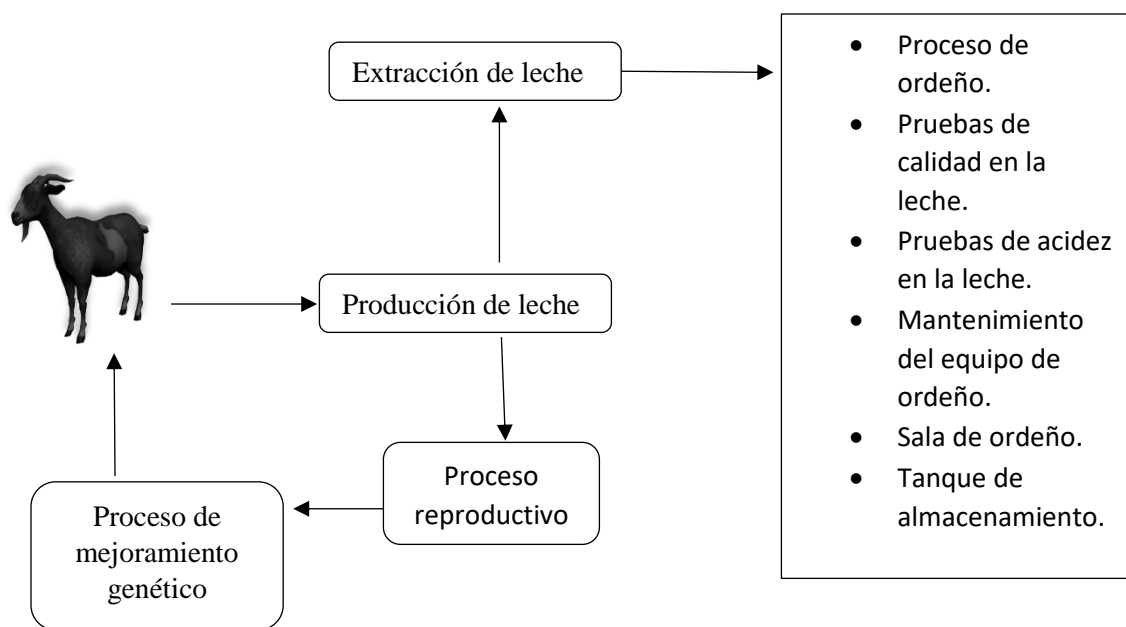 Extracción de leche
• Proceso de
ordeño.
• Pruebas de
calidad en la
leche.
• Pruebas de acidez
en la leche.
• Mantenimiento
del equipo de
ordeño.
• Sala de ordeño.
• Tanque de
almacenamiento.
Producción de leche
Proceso
reproductivo
Proceso de
mejoramiento
genético